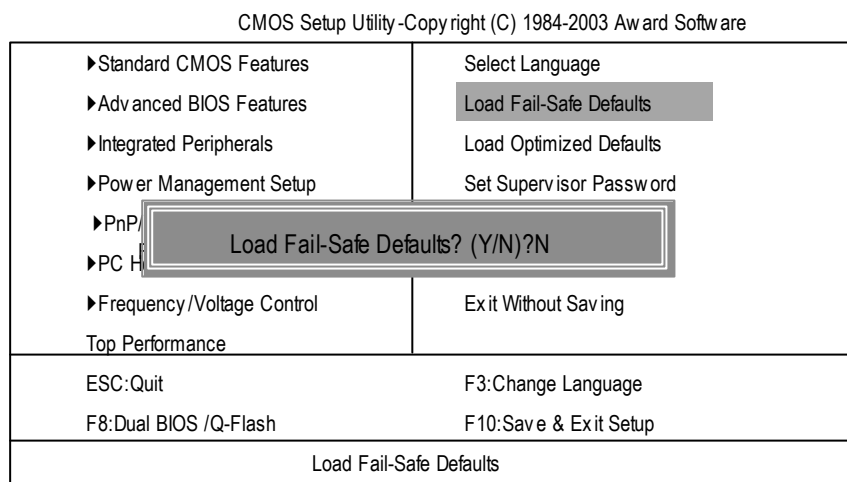 CMOS Setup Utility-Copyright (C) 1984-2003 Award Software
▶Standard CMOS Features
▶Advanced BIOS Features
▶Integrated Peripherals
▶Power Management Setup
▶PnP/
▶PC H
▶Frequency/Voltage Control
Top Performance
Select Language
Load Fail-Safe Defaults
Load Optimized Defaults
Set Supervisor Password
Exit Without Saving
Load Fail-Safe Defaults? (Y/N)?N
ESC:Quit
F3:Change Language
F8:Dual BIOS /Q-Flash
F10:Save & Exit Setup
Load Fail-Safe Defaults